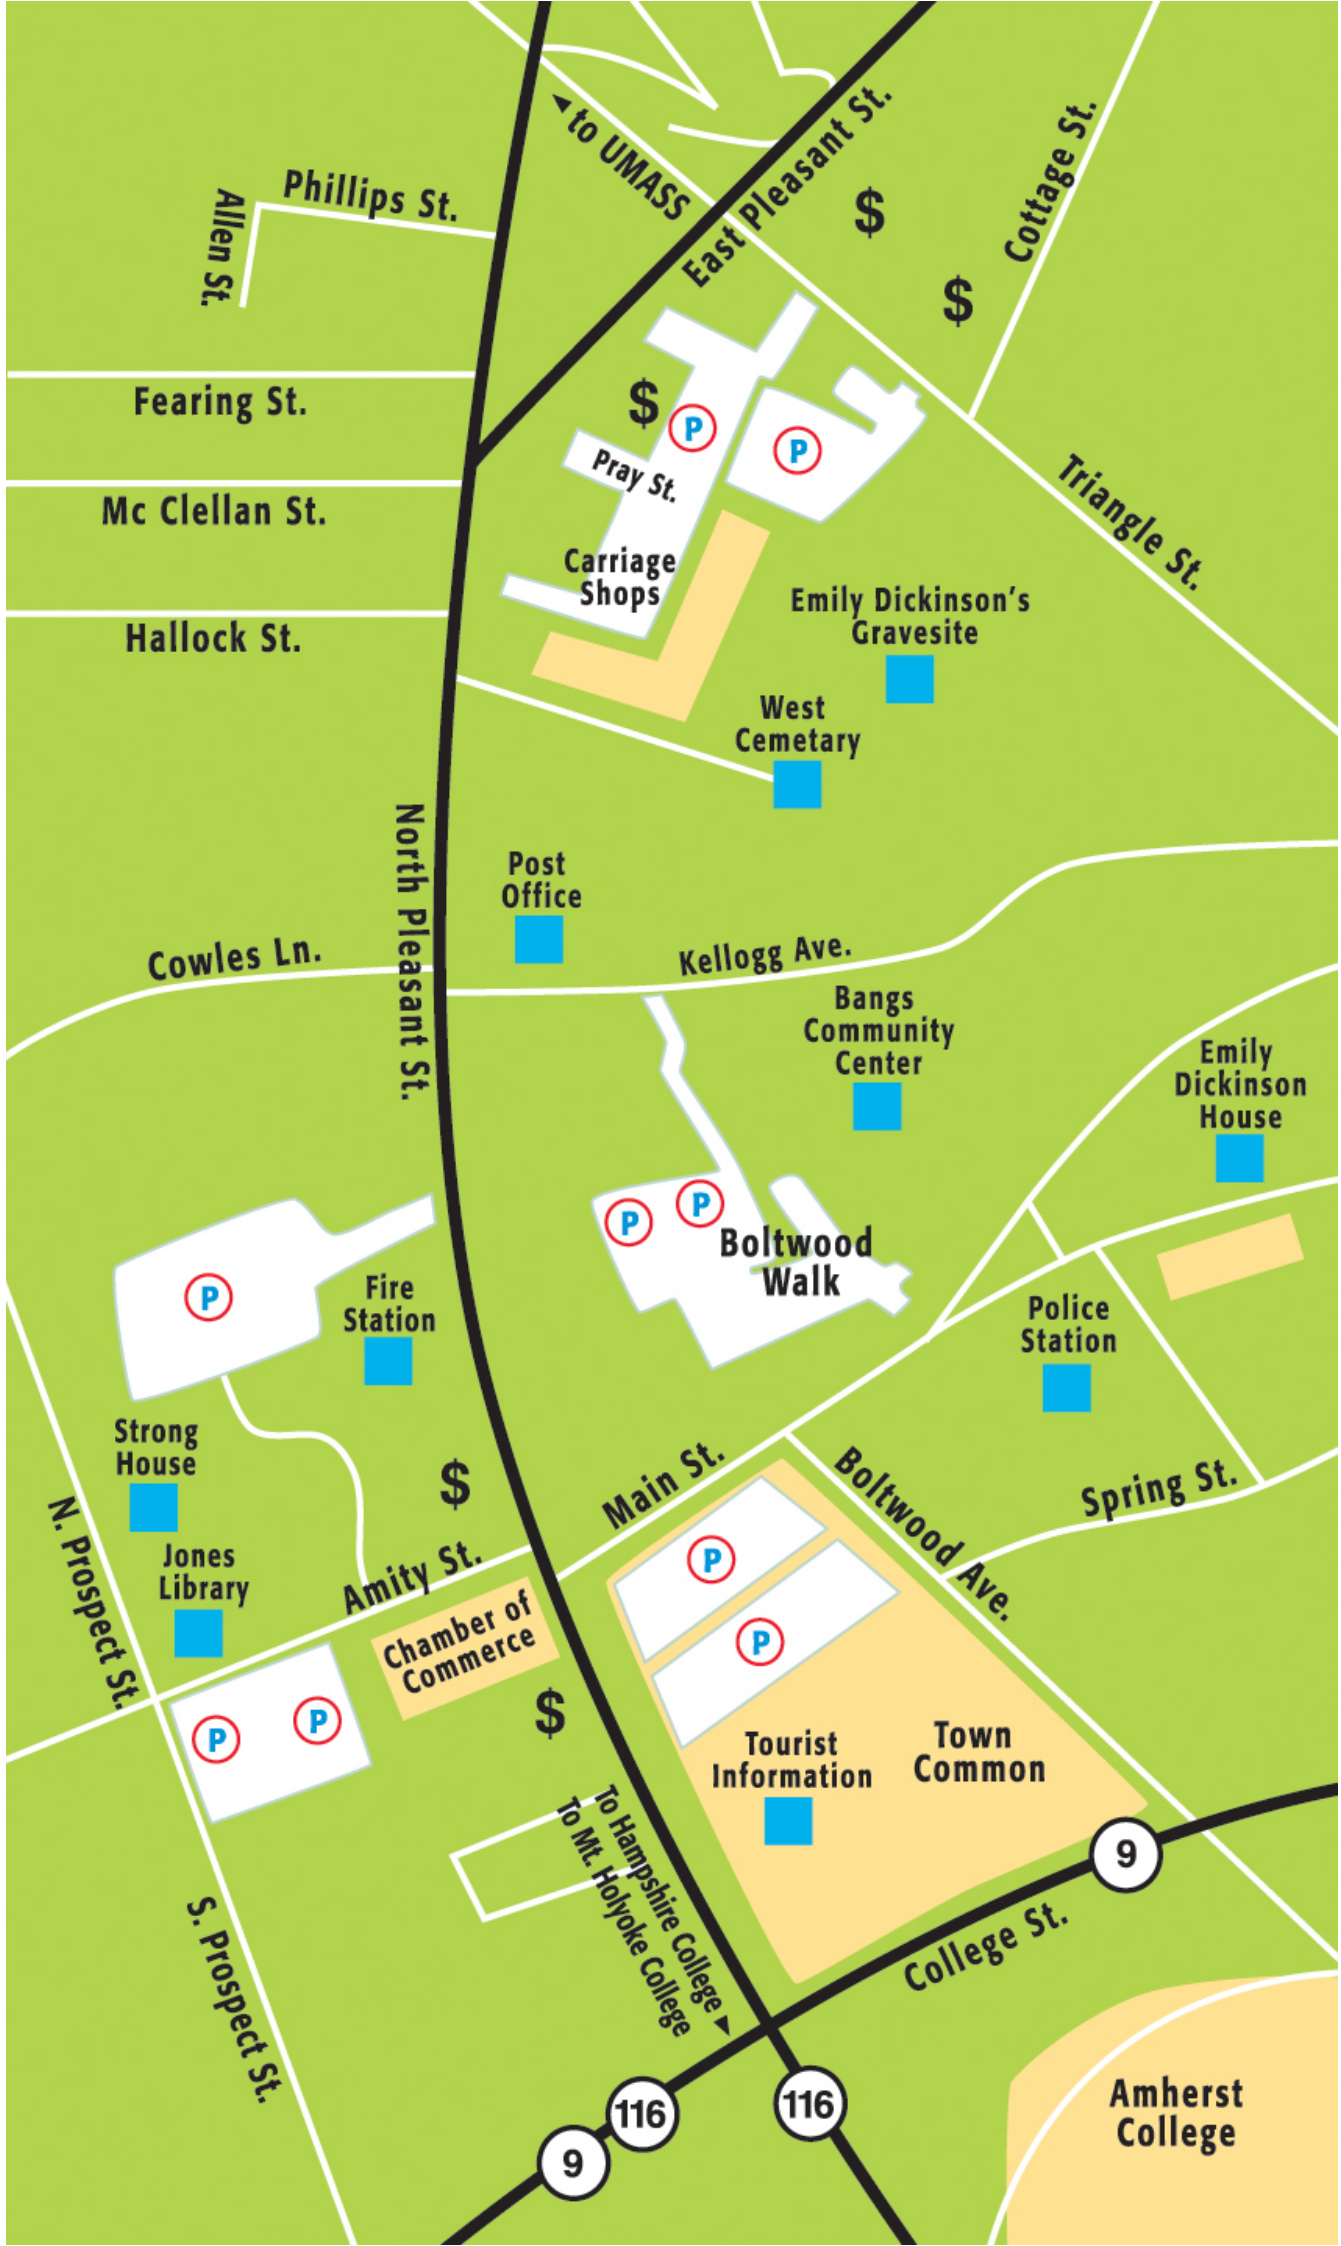 to UMASS
East Pleasant St.
Cottage St.
Phillips St.
Allen St.
$
$
Fearing St.
$
P
P
Pray St.
Triangle St.
Mc Clellan St.
Carriage
Shops
Emily Dickinson's
Gravesite
Hallock St.
West
Cemetary
North Pleasant St.
Post
Office
Cowles Ln.
Kellogg Ave.
Bangs
Community
Center
Emily
Dickinson
House
P
P
Boltwood
Walk
P
Fire
Station
Police
Station
Strong
House
$
Main St.
Boltwood Ave.
Spring St.
N. Prospect St.
Jones
Library
Amity St.
P
Chamber of
Commerce
P
P
P
$
Tourist
Information
Town
Common
To Hampshire College
To Mt. Holyoke College
9
College St.
S. Prospect St.
116
116
9
Amherst
College